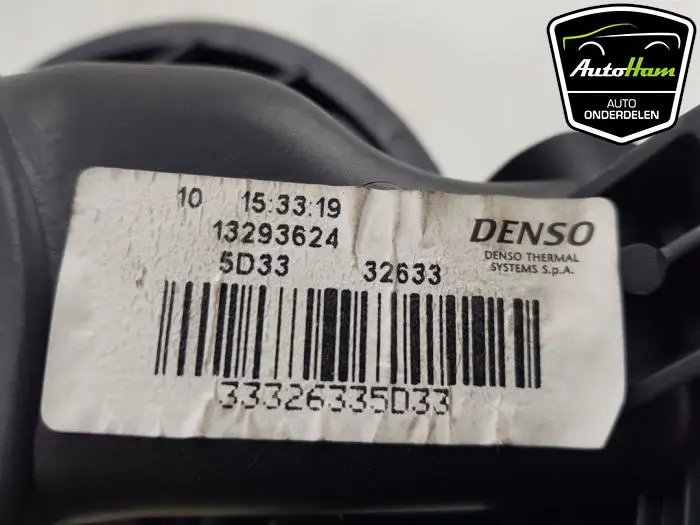 AutoHam
AUTO
ONDERDELEN
10 15:33:19
13293624
5D33 32633
DENSO
DENSO THERMAL
SYSTEMS S.p.A.
33326335D33